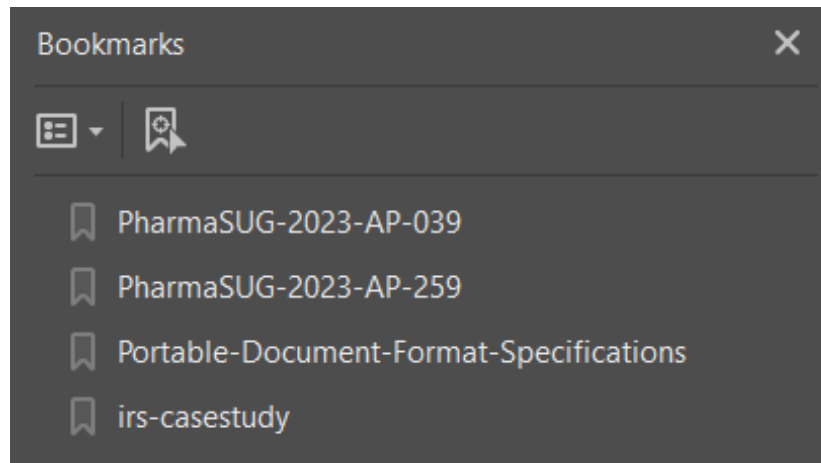 Bookmarks
PharmaSUG-2023-AP-039
PharmaSUG-2023-AP-259
Portable-Document-Format-Specifications
irs-casestudy